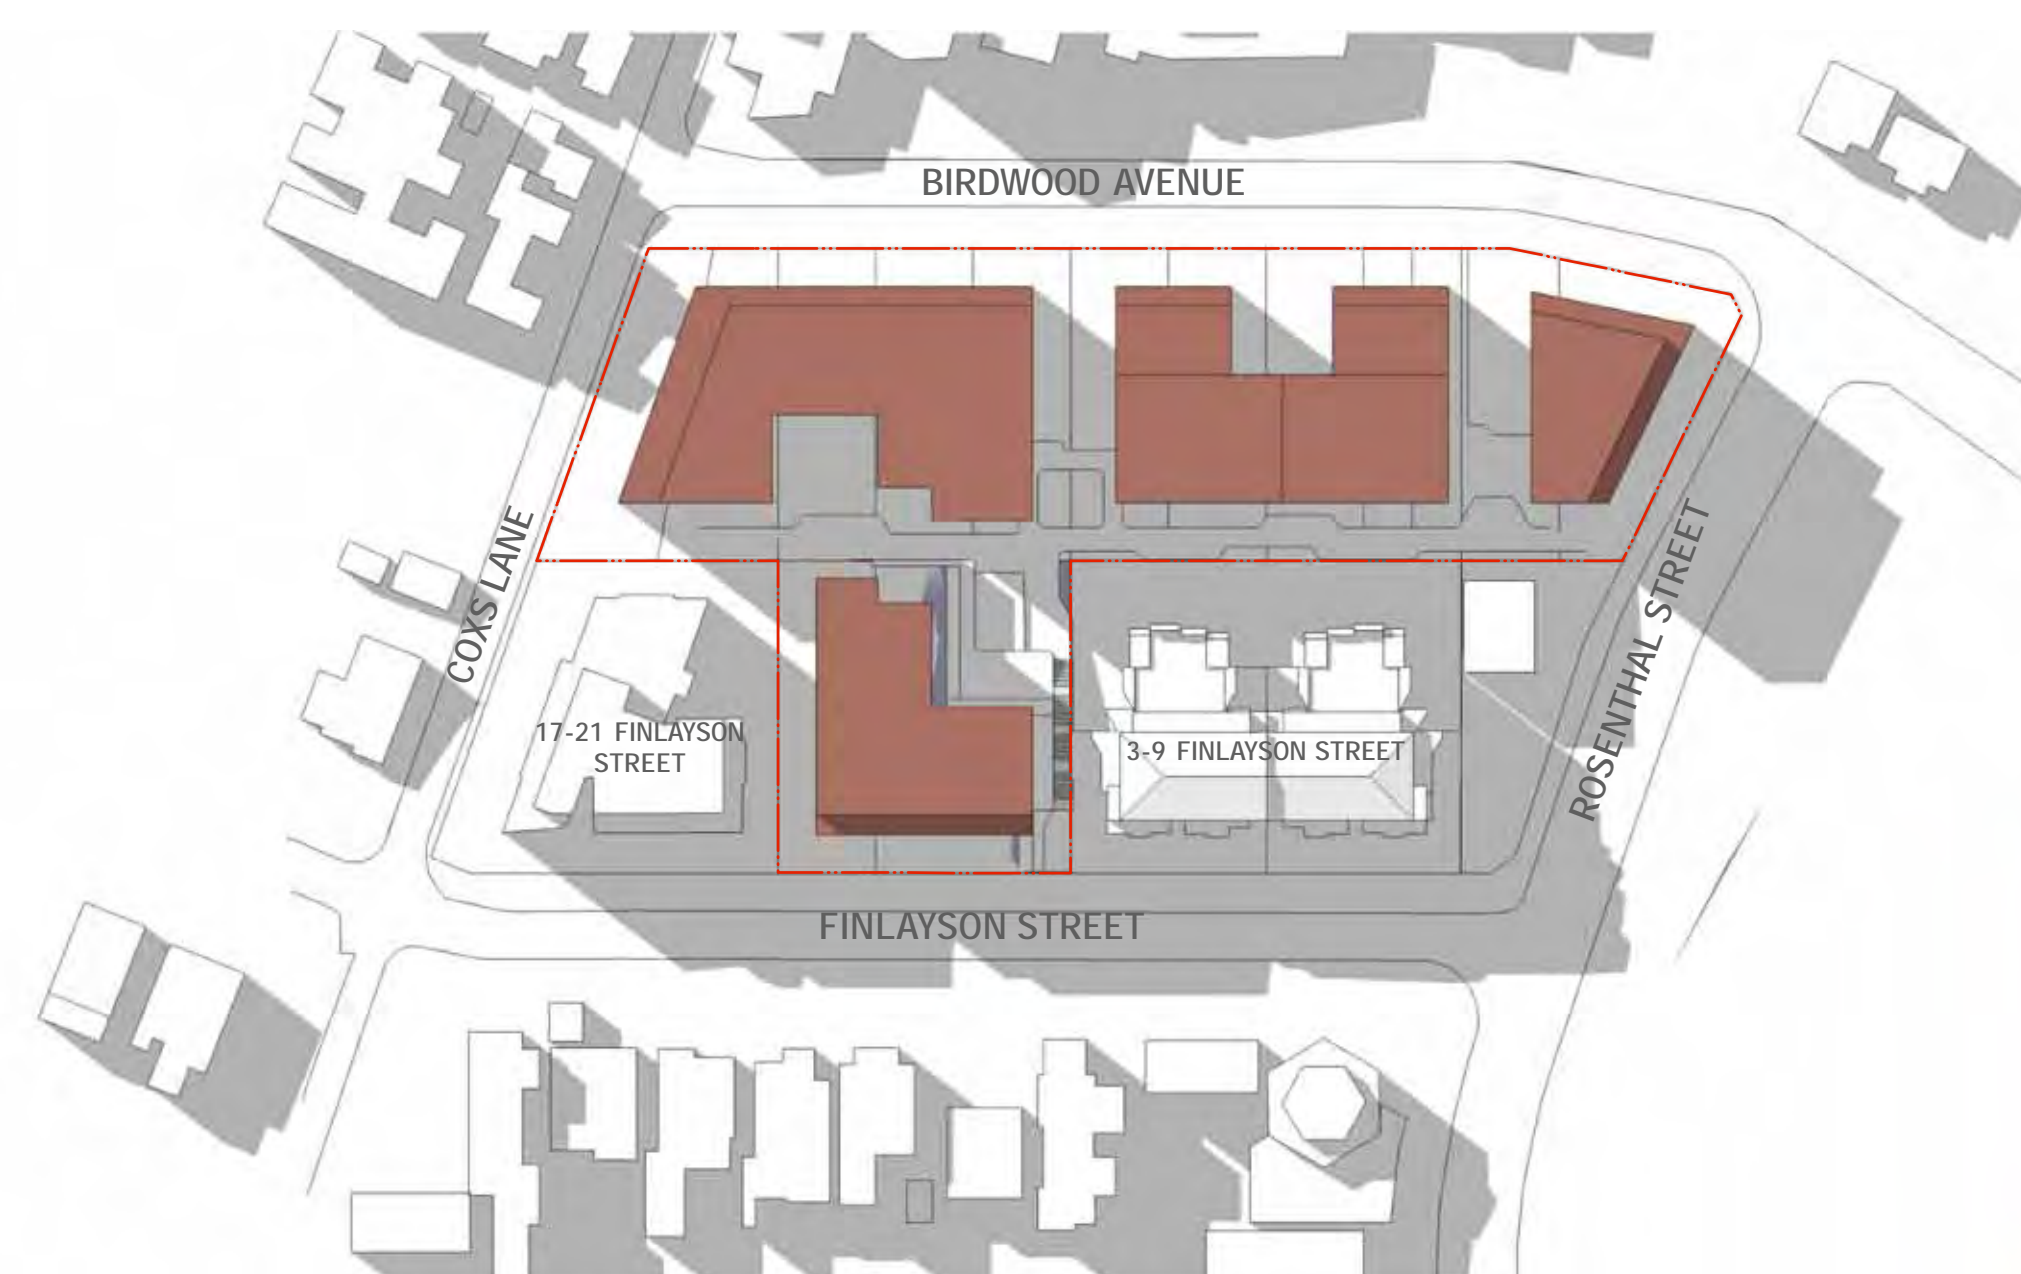 BIRDWOOD AVENUE
COXS LANE
ROSENTHAL STREET
17-21 FINLAYSON
STREET
3-9 FINLAYSON STREET
FINLAYSON STREET